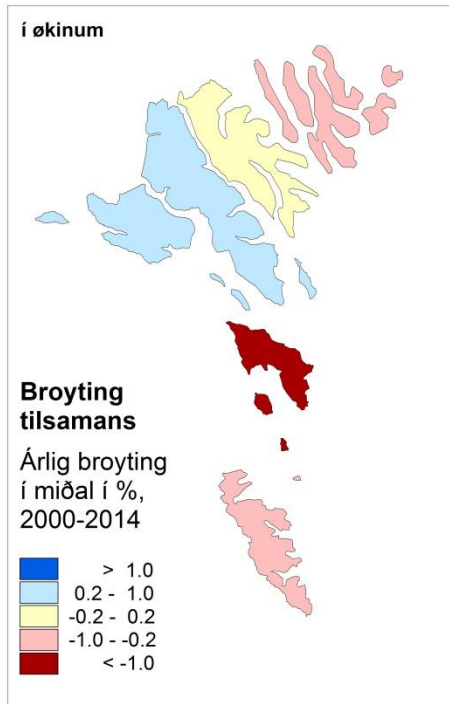 í økinum
Broyting
tilsamans
Árlig broyting
í miðal í %,
2000-2014
> 1.0
0.2 - 1.0
-0.2 - 0.2
-1.0 - -0.2
< -1.0